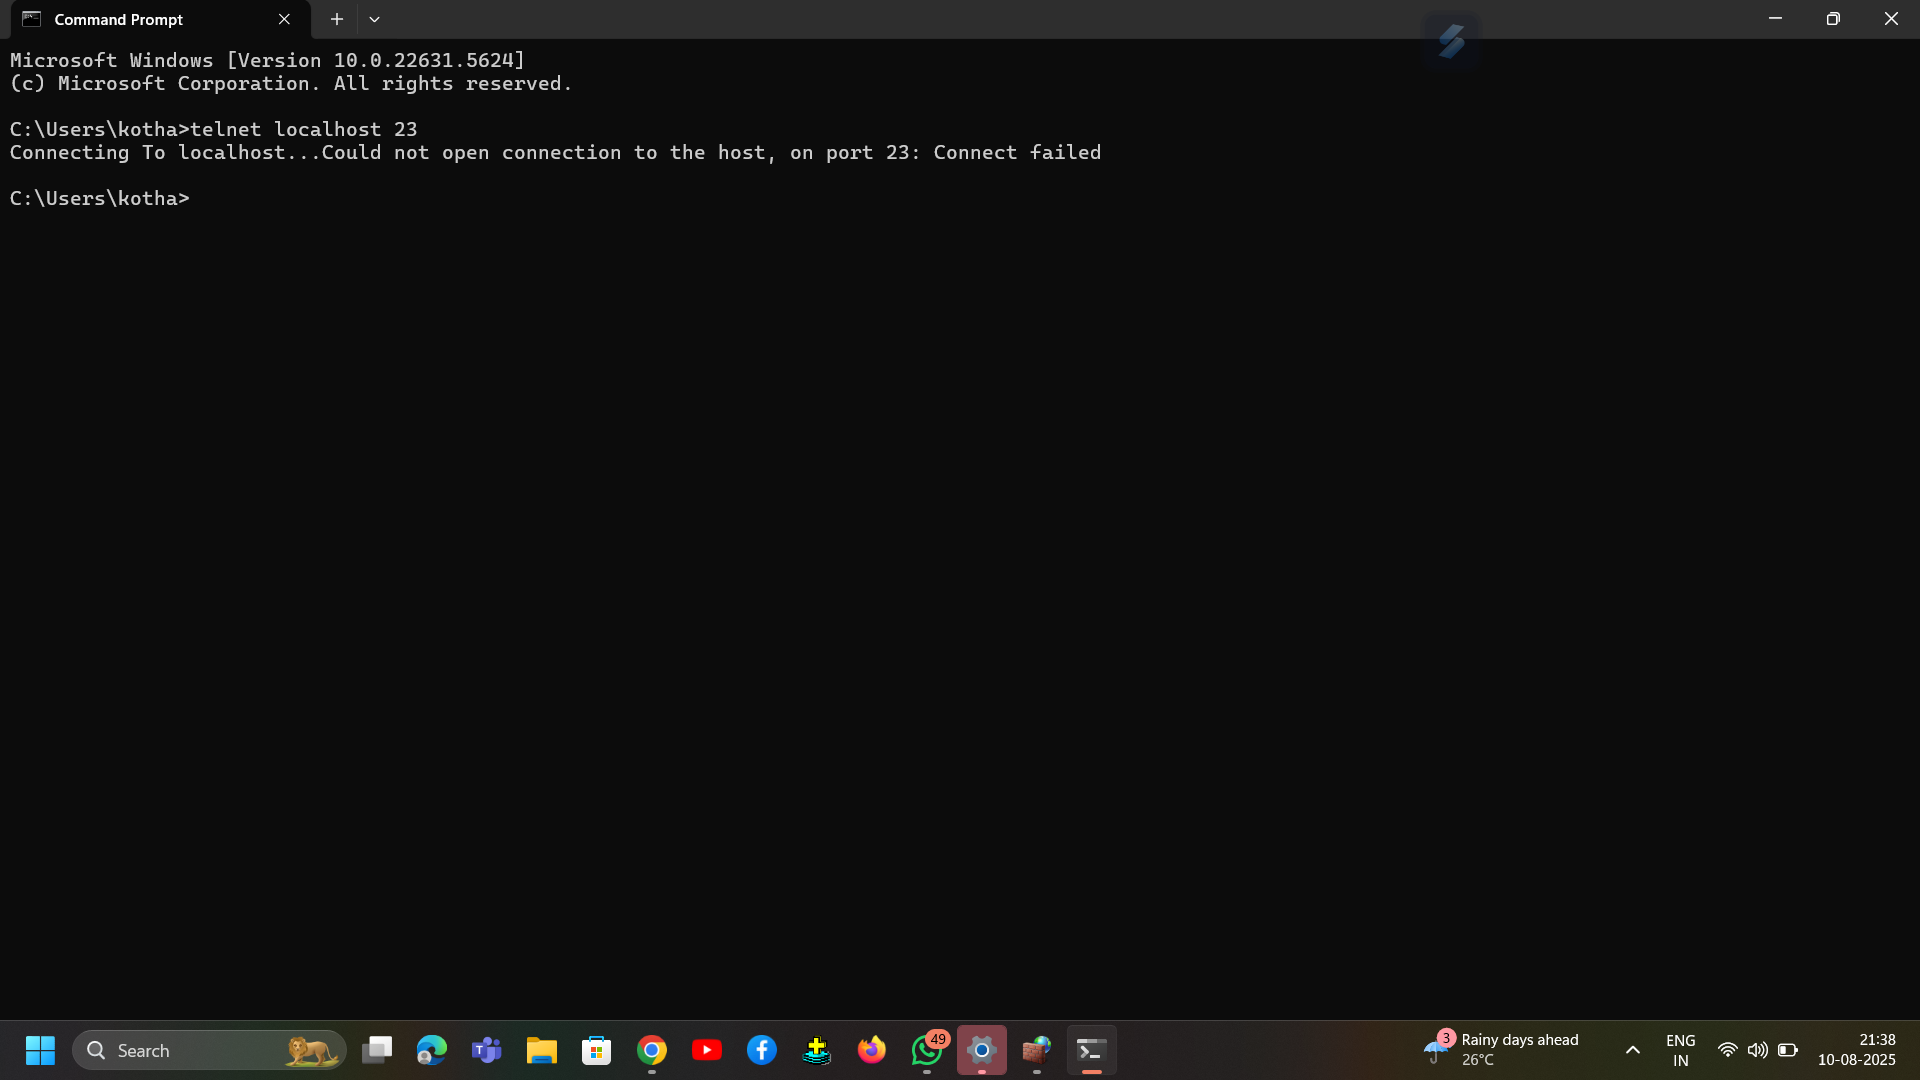 Command Prompt
Microsoft Windows [Version 10.0.22631.5624]
(c) Microsoft Corporation. All rights reserved.
C:\Users\kotha>telnet localhost 23
Connecting To localhost...Could not open connection to the host, on port 23: Connect failed
C:\Users\kotha>
Search
49
3
Rainy days ahead
26°C
ENG
IN
21:38
10-08-2025